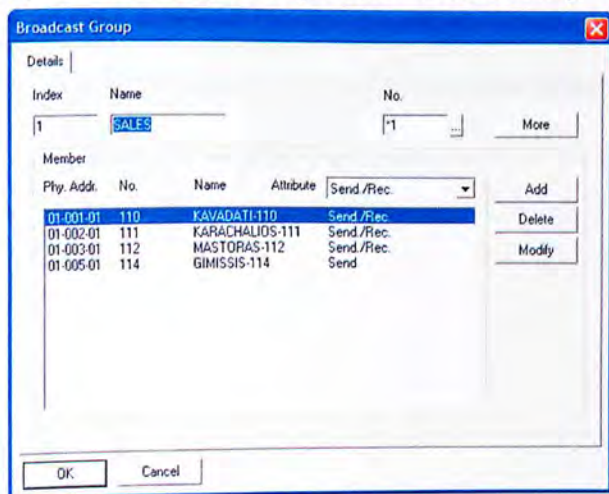 Broadcast Group
Details
Index Name No.
1 SALES *1 ... More
Member
Phy. Addr. No. Name Attribute Send./Rec. Add
01-001-01 110 KAVADATI-110 Send./Rec. Delete
01-002-01 111 KARACHALIOS-111 Send./Rec.
01-003-01 112 MASTORAS-112 Send./Rec. Modify
01-005-01 114 GIMISSIS-114 Send
OK Cancel